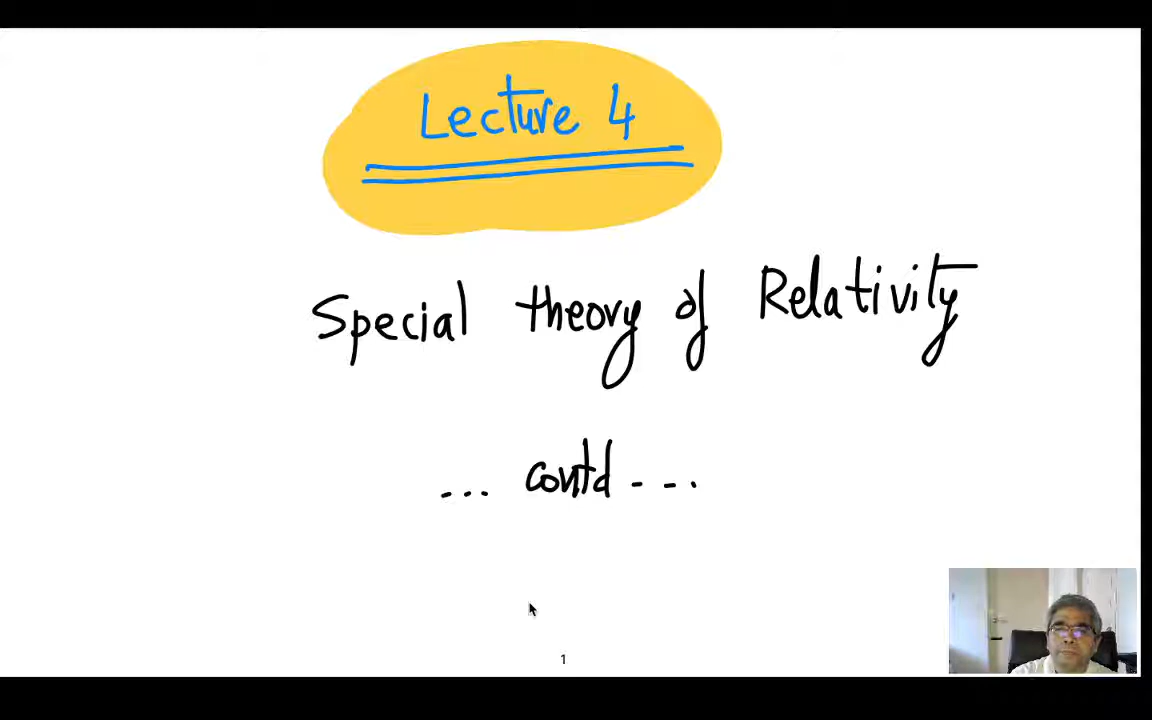 Lecture 4
Special theory of Relativity
... contd ...
1